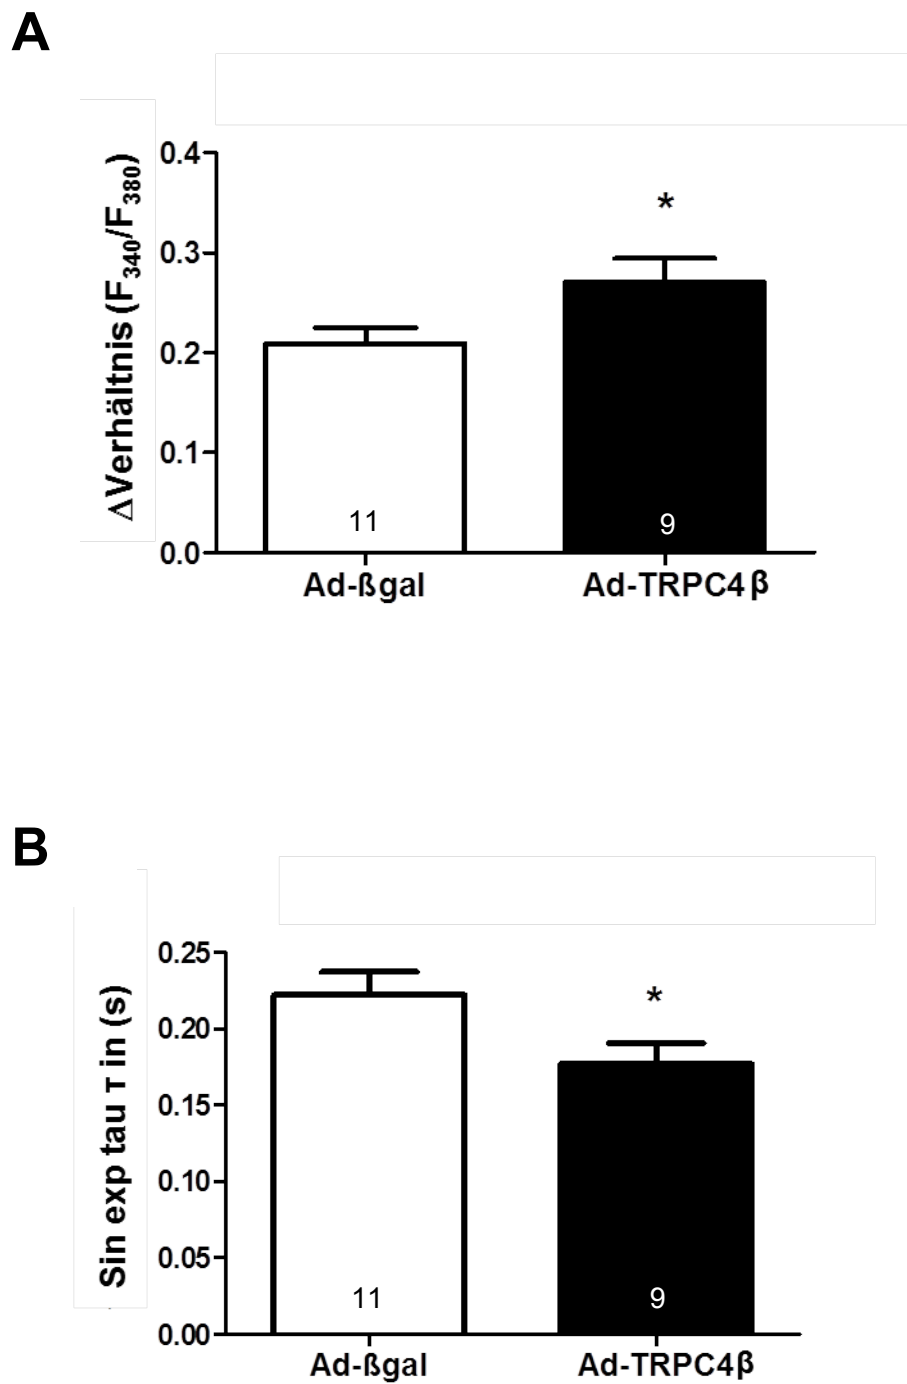 A
ΔVerhältnis (F340/F380)
0.4
0.3
0.2
0.1
0.0
*
11
9
Ad-ßgal
Ad-TRPC4β
B
Sin exp tau τ in (s)
0.25
0.20
0.15
0.10
0.05
0.00
*
11
9
Ad-ßgal
Ad-TRPC4β